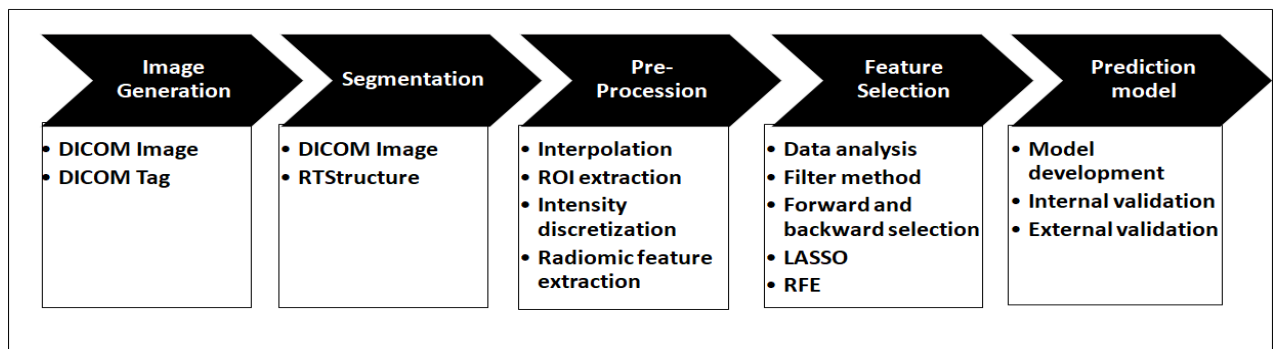 Image
Generation
Segmentation
Pre-
Procession
Feature
Selection
Prediction
model
• DICOM Image
• DICOM Tag
• DICOM Image
• RTStructure
• Interpolation
• ROI extraction
• Intensity
discretization
• Radiomic feature
extraction
• Data analysis
• Filter method
• Forward and
backward selection
• LASSO
• RFE
• Model
development
• Internal validation
• External validation